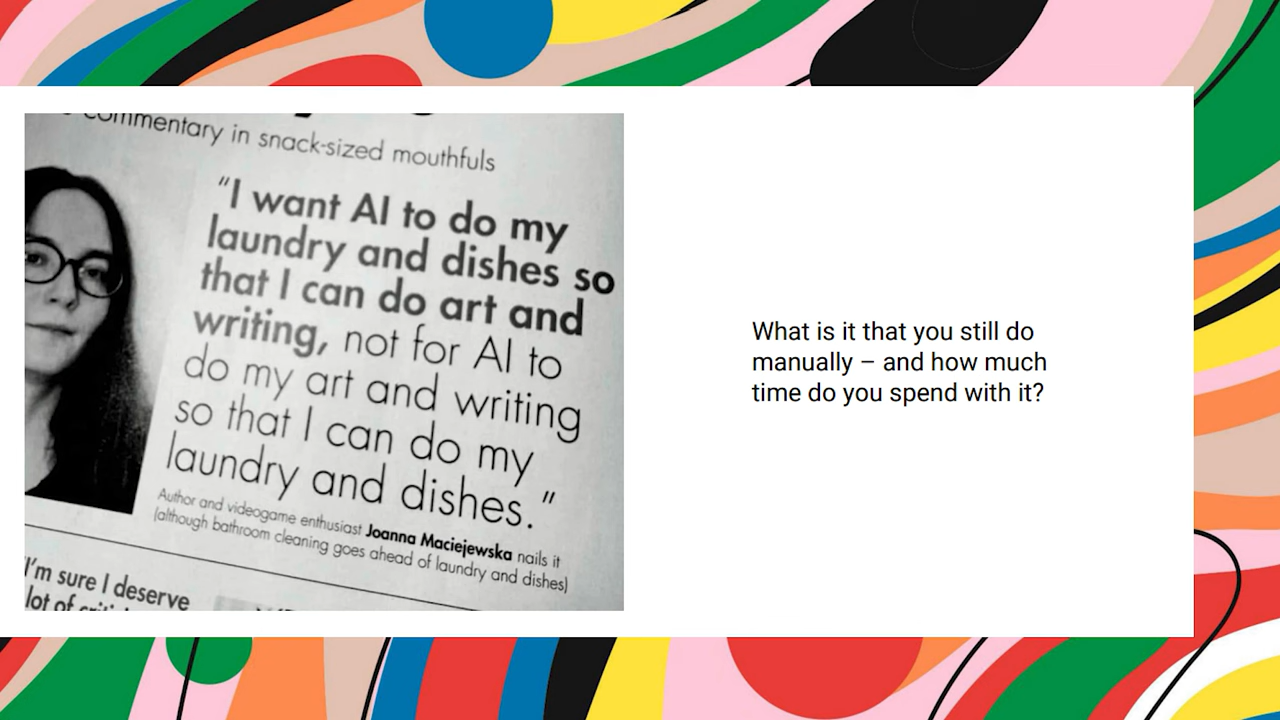 commentary in snack-sized mouthfuls
“I want AI to do my
laundry and dishes so
that I can do art and
writing, not for AI to
do my art and writing
so that I can do my
laundry and dishes.”
Author and videogame enthusiast Joanna Maciejewska nails it
(although bathroom cleaning goes ahead of laundry and dishes)
I’m sure I deserve
lot of
What is it that you still do
manually – and how much
time do you spend with it?